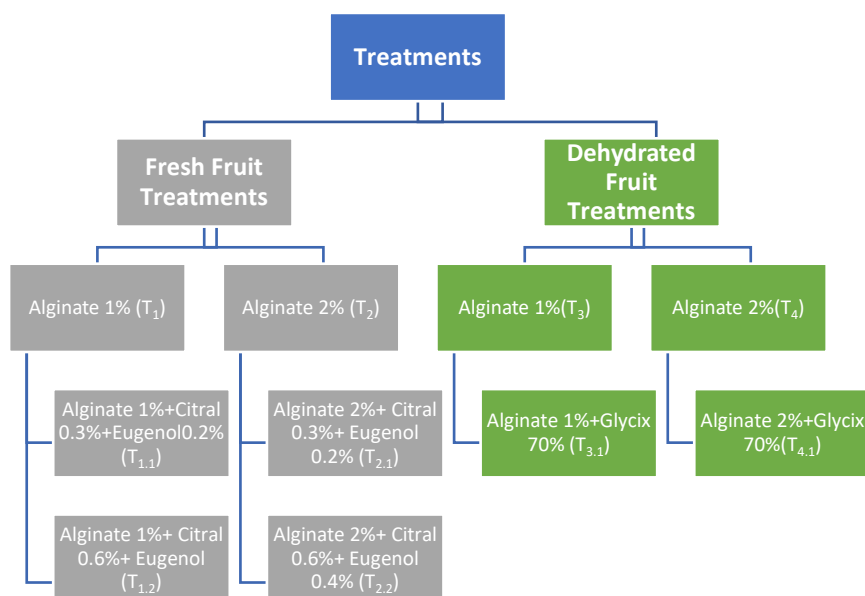 Treatments
Fresh Fruit
Treatments
Dehydrated
Fruit
Treatments
Alginate 1% (T₁)
Alginate 2% (T₂)
Alginate 1%(T₃)
Alginate 2%(T₄)
Alginate 1%+Citral
0.3%+Eugenol0.2%
(T₁.₁)
Alginate 2%+ Citral
0.3%+ Eugenol
0.2% (T₂.₁)
Alginate 1%+Glycix
70% (T₃.₁)
Alginate 2%+Glycix
70%(T₄.₁)
Alginate 1%+ Citral
0.6%+ Eugenol
(T₁.₂)
Alginate 2%+ Citral
0.6%+ Eugenol
0.4% (T₂.₂)